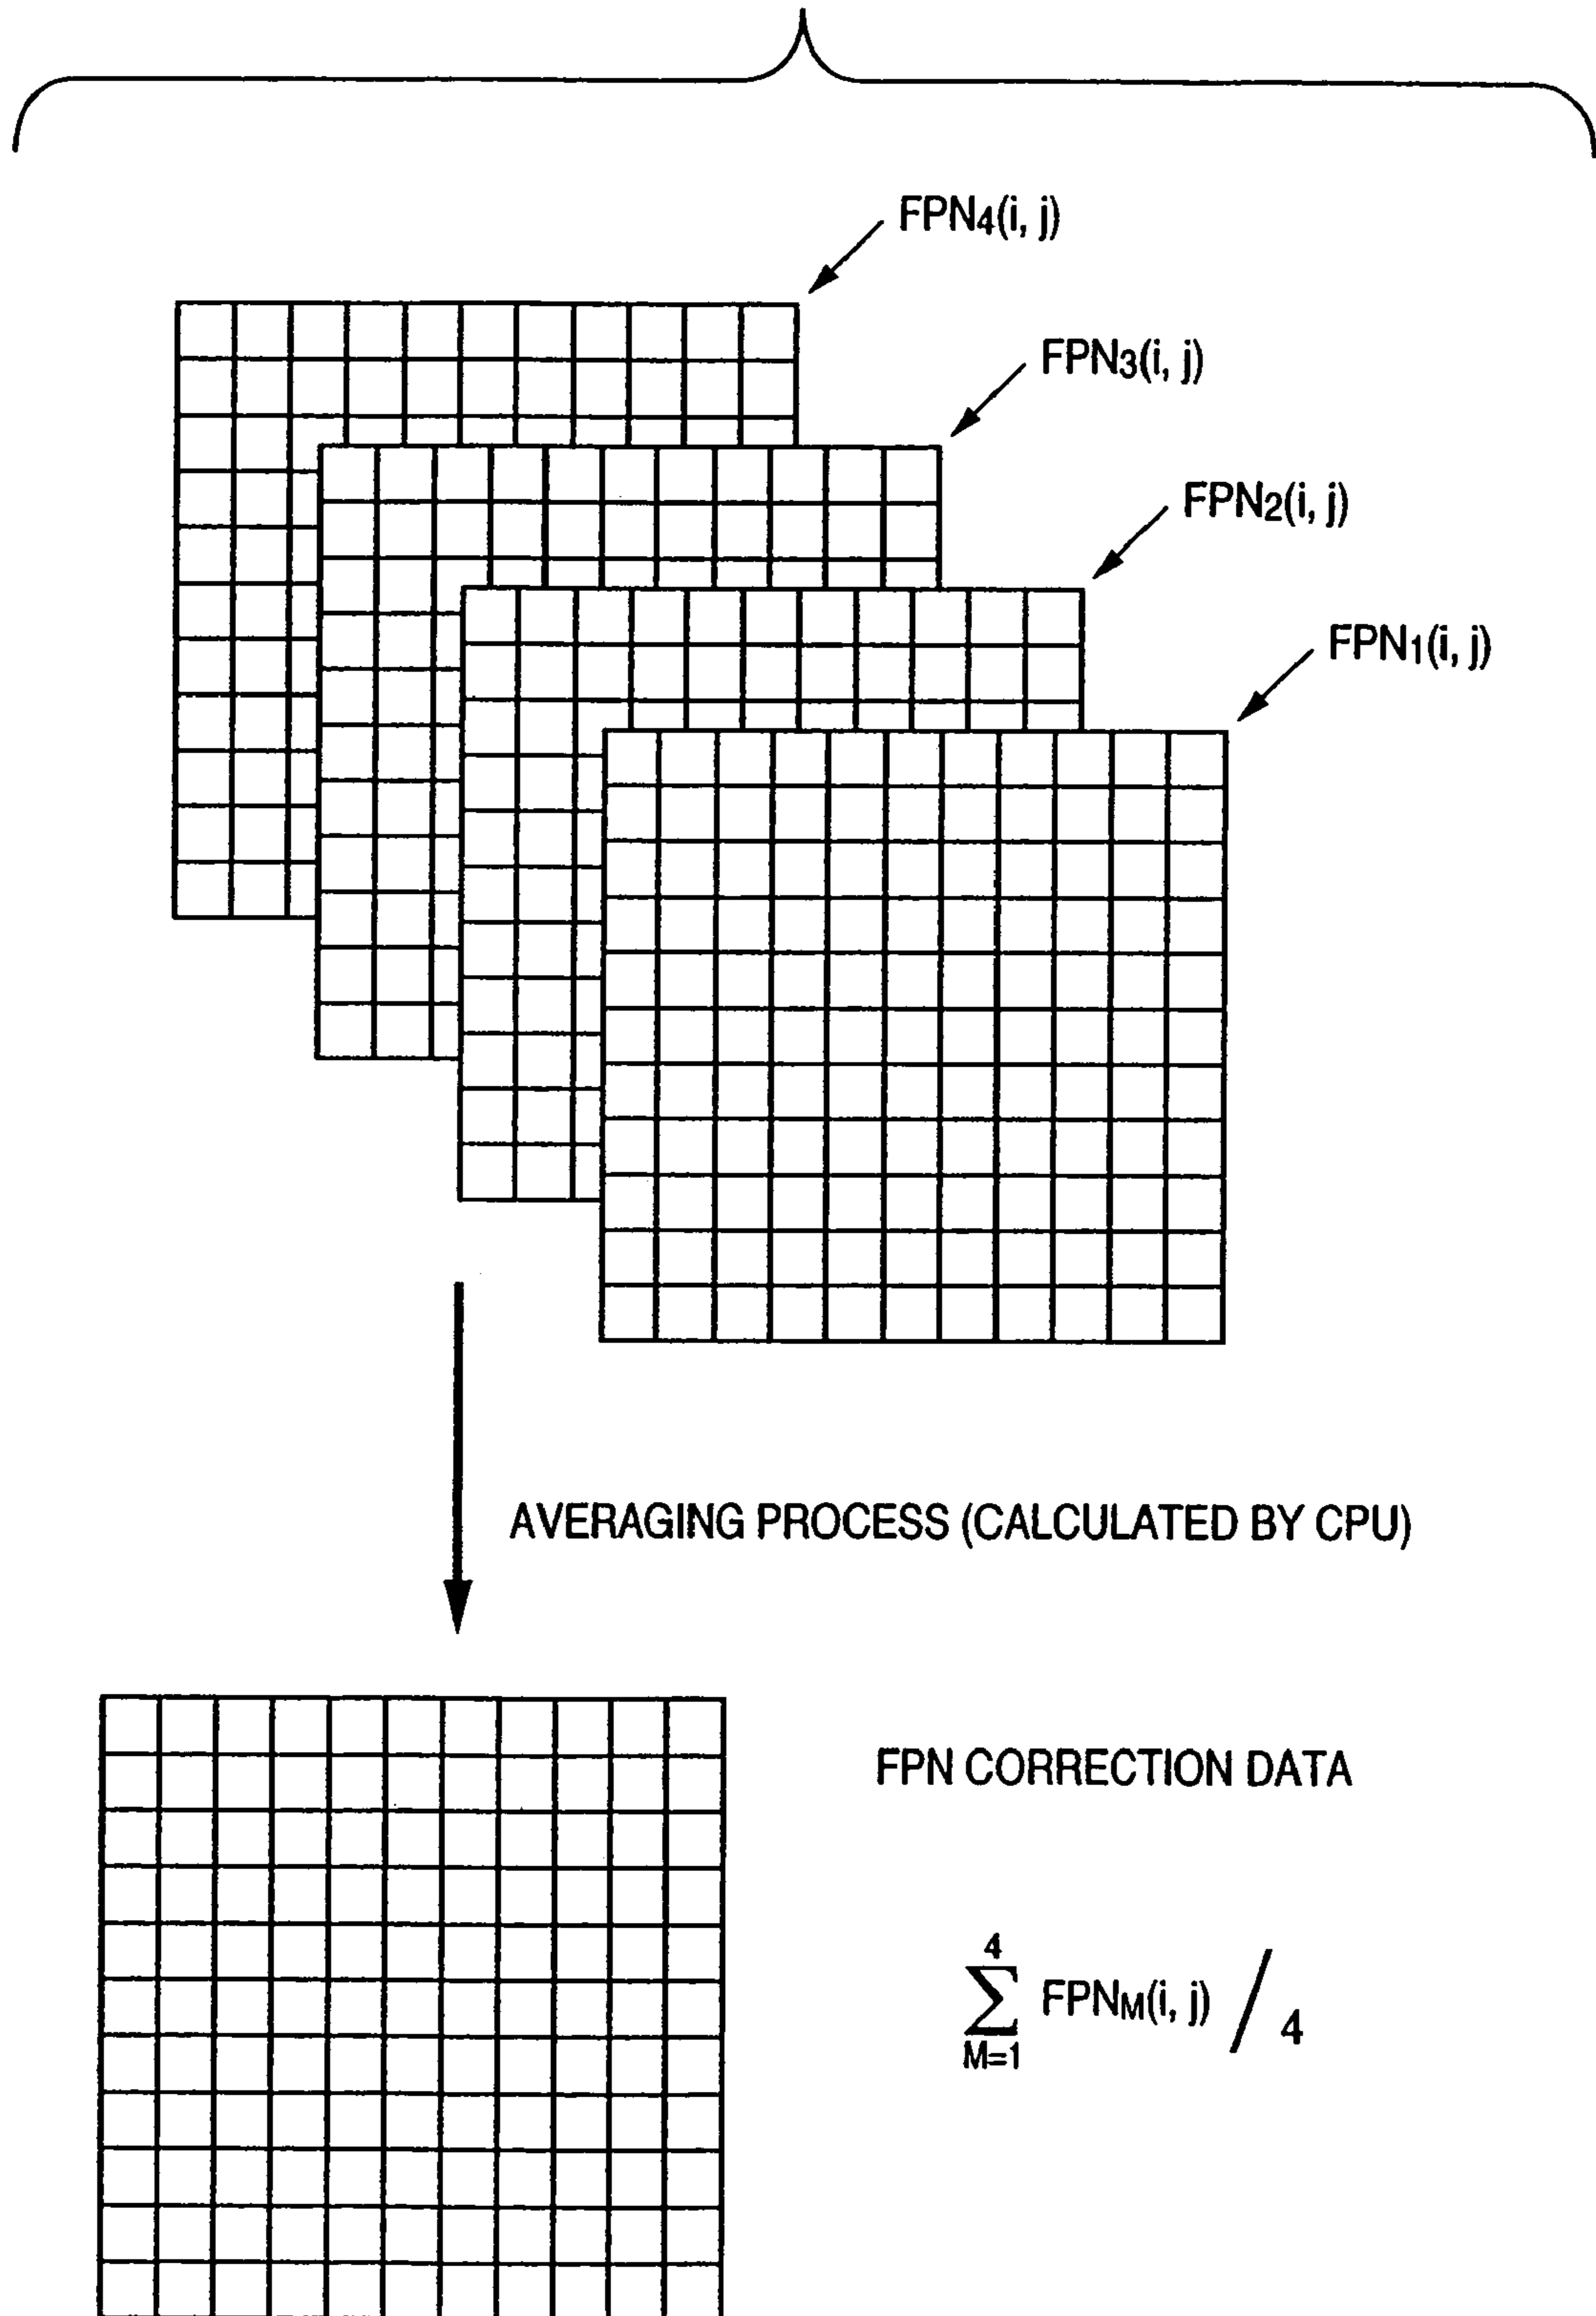 FPN4(i, j)
FPN3(i, j)
FPN2(i, j)
FPN1(i, j)
AVERAGING PROCESS (CALCULATED BY CPU)
FPN CORRECTION DATA
4
∑ FPNM(i, j) / 4
M=1